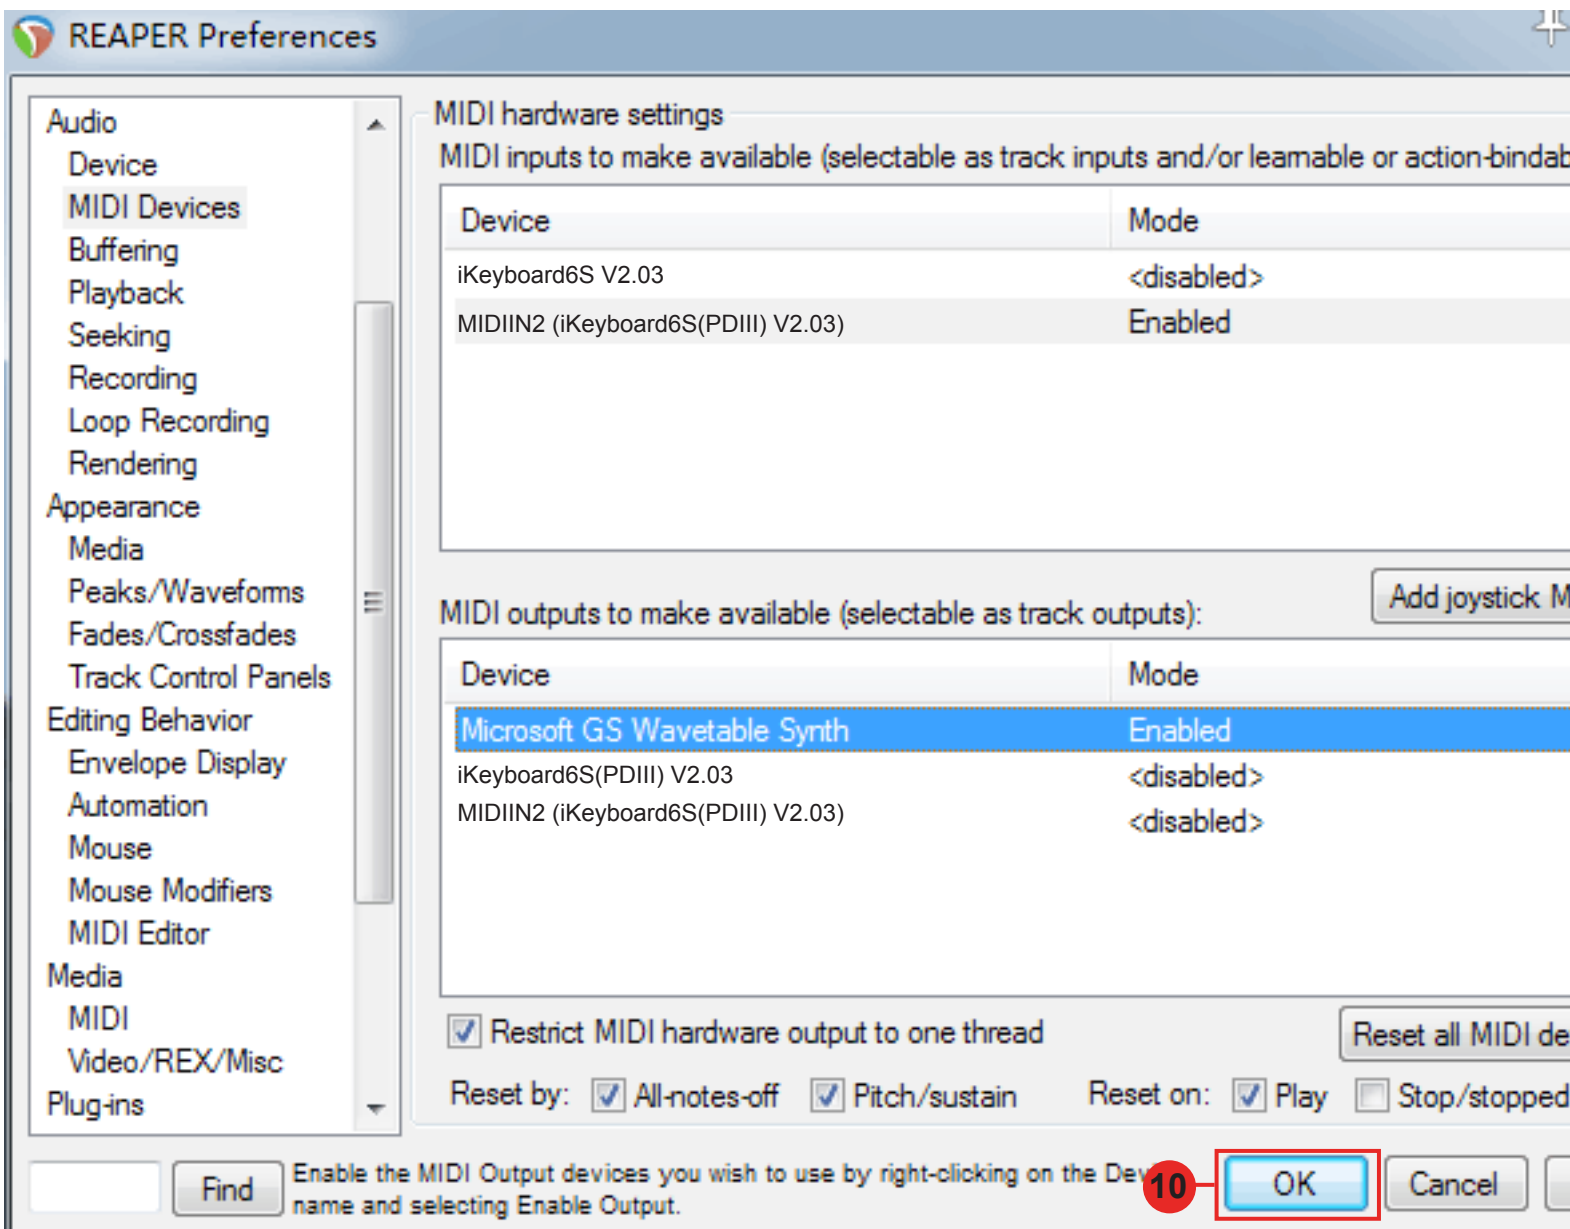 REAPER Preferences
Audio
Device
MIDI Devices
Buffering
Playback
Seeking
Recording
Loop Recording
Rendering
Appearance
Media
Peaks/Waveforms
Fades/Crossfades
Track Control Panels
Editing Behavior
Envelope Display
Automation
Mouse
Mouse Modifiers
MIDI Editor
Media
MIDI
Video/REX/Misc
Plug-ins
MIDI hardware settings
MIDI inputs to make available (selectable as track inputs and/or learnable or action-bindab
Device Mode
iKeyboard6S V2.03 <disabled>
MIDIIN2 (iKeyboard6S(PDIII) V2.03) Enabled
Add joystick M
MIDI outputs to make available (selectable as track outputs):
Device Mode
Microsoft GS Wavetable Synth Enabled
iKeyboard6S(PDIII) V2.03 <disabled>
MIDIIN2 (iKeyboard6S(PDIII) V2.03) <disabled>
Restrict MIDI hardware output to one thread Reset all MIDI de
Reset by: All-notes-off Pitch/sustain Reset on: Play Stop/stopped
Find
Enable the MIDI Output devices you wish to use by right-clicking on the Dev
name and selecting Enable Output.
10 OK Cancel